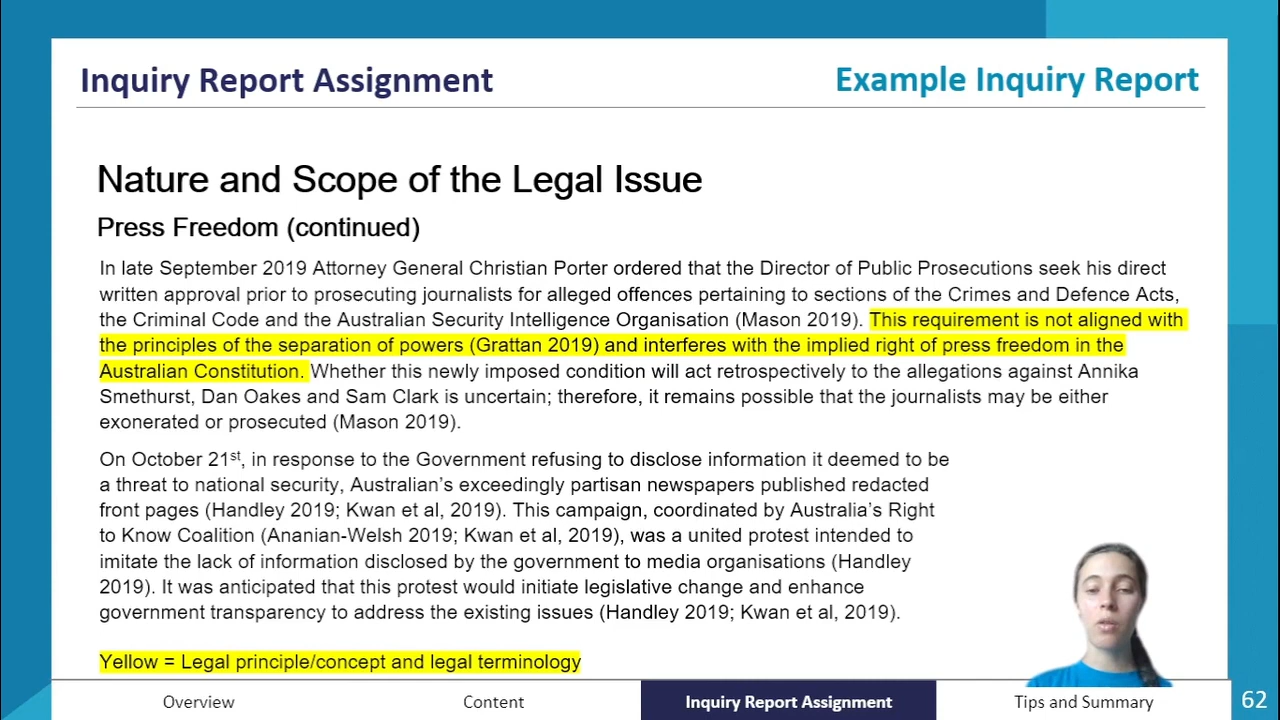 Inquiry Report Assignment
Example Inquiry Report
Nature and Scope of the Legal Issue
Press Freedom (continued)
In late September 2019 Attorney General Christian Porter ordered that the Director of Public Prosecutions seek his direct
written approval prior to prosecuting journalists for alleged offences pertaining to sections of the Crimes and Defence Acts,
the Criminal Code and the Australian Security Intelligence Organisation (Mason 2019). This requirement is not aligned with
the principles of the separation of powers (Grattan 2019) and interferes with the implied right of press freedom in the
Australian Constitution. Whether this newly imposed condition will act retrospectively to the allegations against Annika
Smethurst, Dan Oakes and Sam Clark is uncertain; therefore, it remains possible that the journalists may be either
exonerated or prosecuted (Mason 2019).
On October 21st, in response to the Government refusing to disclose information it deemed to be
a threat to national security, Australian’s exceedingly partisan newspapers published redacted
front pages (Handley 2019; Kwan et al, 2019). This campaign, coordinated by Australia’s Right
to Know Coalition (Ananian-Welsh 2019; Kwan et al, 2019), was a united protest intended to
imitate the lack of information disclosed by the government to media organisations (Handley
2019). It was anticipated that this protest would initiate legislative change and enhance
government transparency to address the existing issues (Handley 2019; Kwan et al, 2019).
Yellow = Legal principle/concept and legal terminology
Overview
Content
Inquiry Report Assignment
Tips and Summary
62